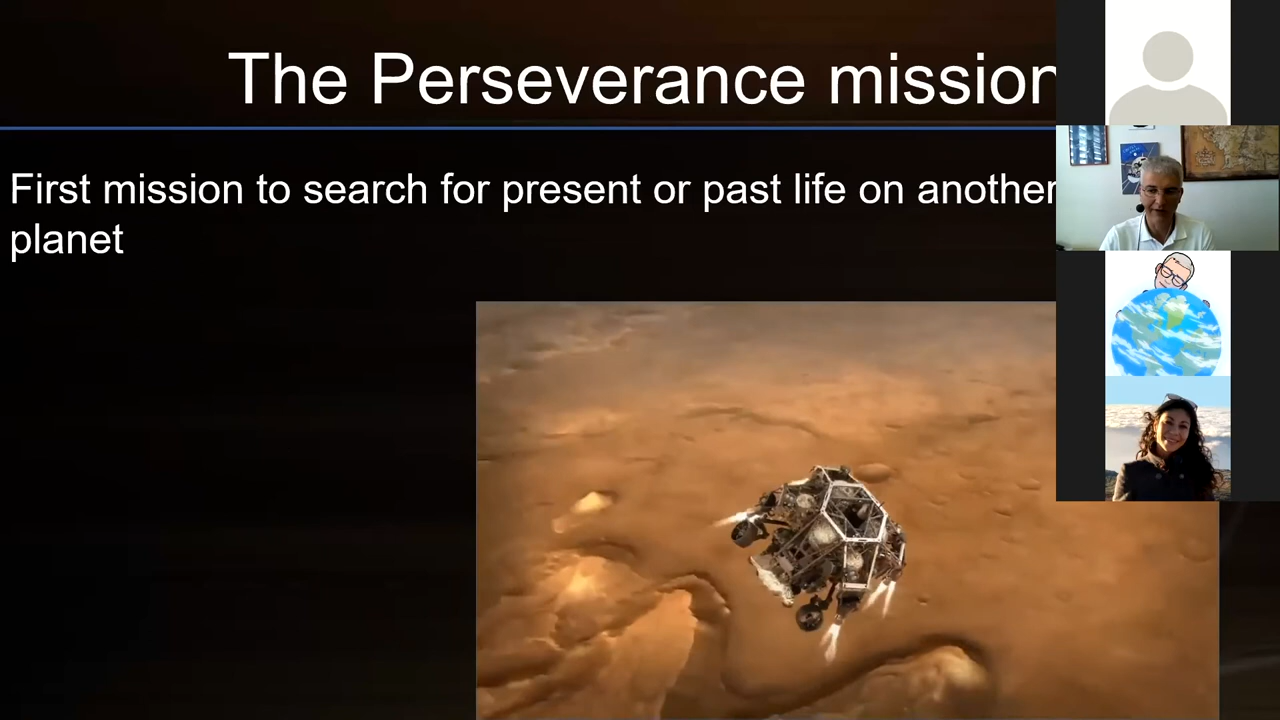 The Perseverance mission
First mission to search for present or past life on another
planet